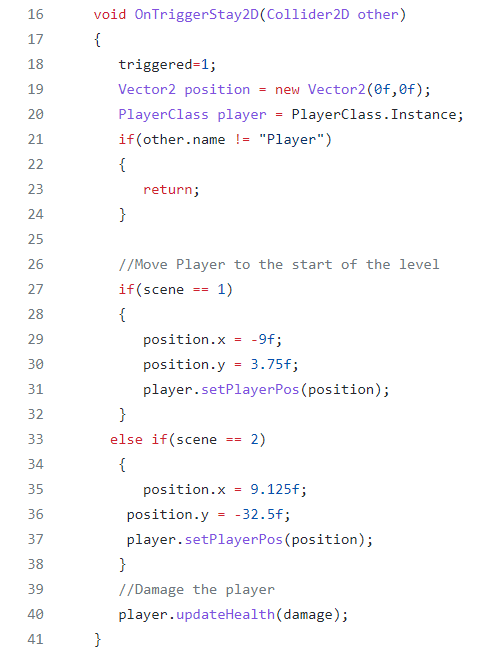 16 void OnTriggerStay2D(Collider2D other)
17 {
18 triggered=1;
19 Vector2 position = new Vector2(0f,0f);
20 PlayerClass player = PlayerClass.Instance;
21 if(other.name != "Player")
22 {
23 return;
24 }
25
26 //Move Player to the start of the level
27 if(scene == 1)
28 {
29 position.x = -9f;
30 position.y = 3.75f;
31 player.setPlayerPos(position);
32 }
33 else if(scene == 2)
34 {
35 position.x = 9.125f;
36 position.y = -32.5f;
37 player.setPlayerPos(position);
38 }
39 //Damage the player
40 player.updateHealth(damage);
41 }